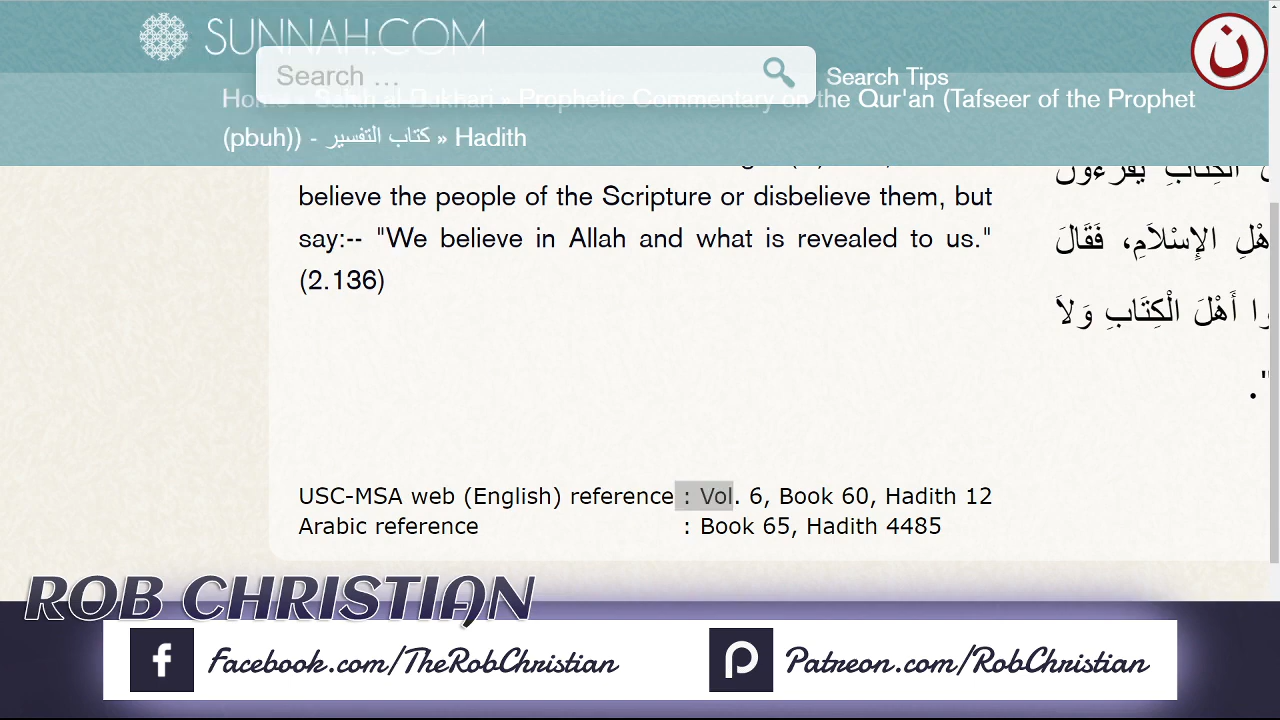 SUNNAH.COM
ن
Search ...
Search Tips
Home » Sahih al-Bukhari » Prophetic Commentary on the Qur'an (Tafseer of the Prophet
(pbuh)) - كتاب التفسير » Hadith
believe the people of the Scripture or disbelieve them, but
say:-- "We believe in Allah and what is revealed to us."
(2.136)
الْكِتَابِ يَقْرَءُونَ
الإِسْلاَمِ، فَقَالَ
أَهْلَ الْكِتَابِ وَلاَ
".
USC-MSA web (English) reference : Vol. 6, Book 60, Hadith 12
Arabic reference : Book 65, Hadith 4485
ROB CHRISTIAN
f Facebook.com/TheRobChristian
Patreon.com/RobChristian